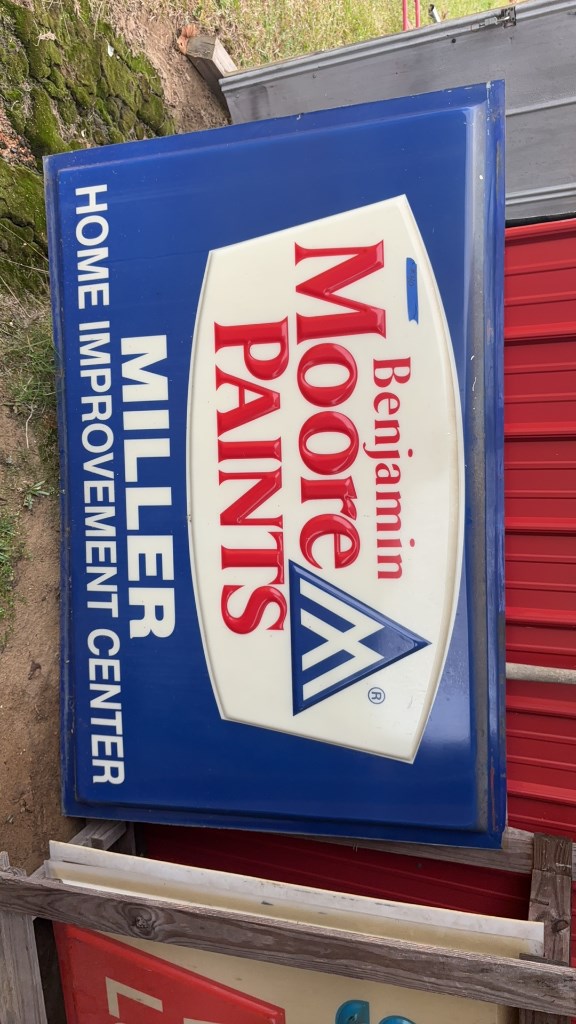 Benjamin
Moore
PAINTS
®
MILLER
HOME IMPROVEMENT CENTER